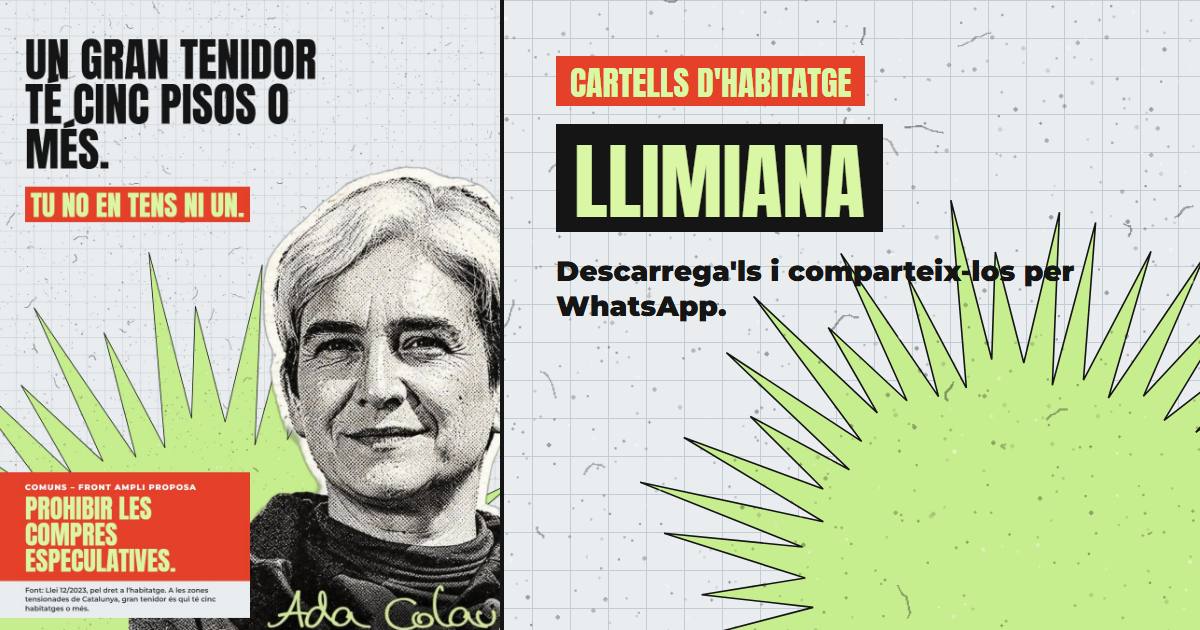 UN GRAN TENIDOR
TÉ CINC PISOS O
MÉS.
TU NO EN TENS NI UN.
COMUNS – FRONT AMPLI PROPOSA
PROHIBIR LES
COMPRES
ESPECULATIVES.
Font: Llei 12/2023, pel dret a l'habitatge. A les zones
tensionades de Catalunya, gran tenidor és qui té cinc
habitatges o més.
Ada Colau
CARTELLS D'HABITATGE
LLIMIANA
Descarrega'ls i comparteix-los per
WhatsApp.